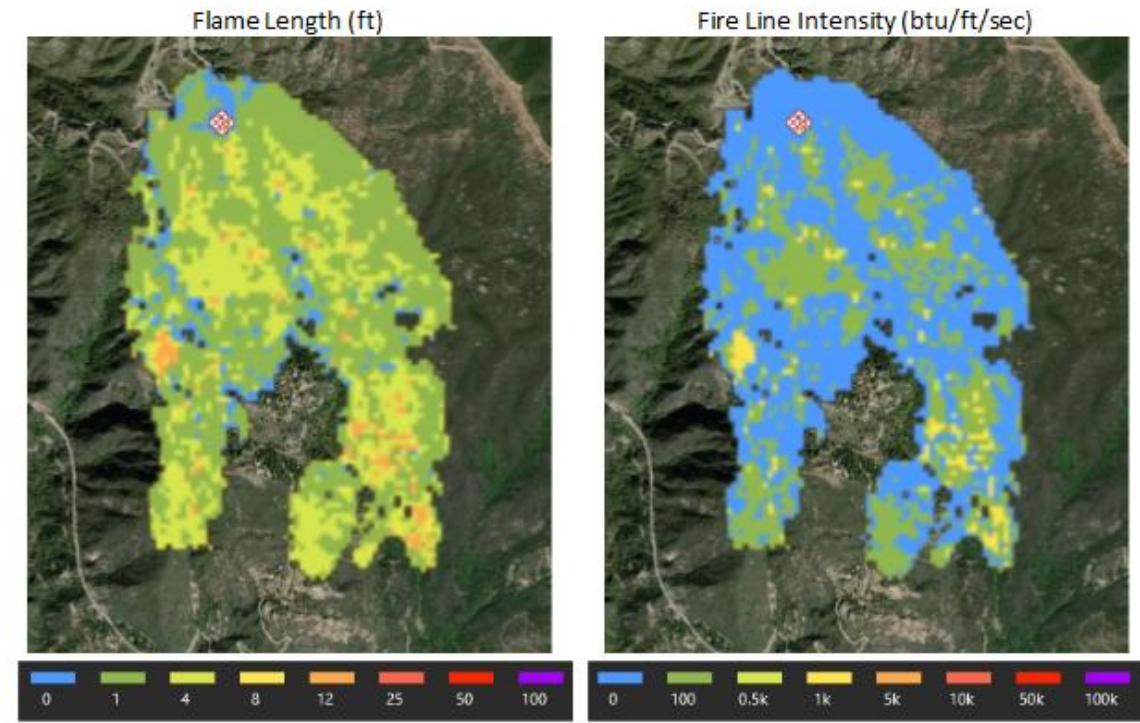 Flame Length (ft)
Fire Line Intensity (btu/ft/sec)
0 1 4 8 12 25 50 100
0 100 0.5k 1k 5k 10k 50k 100k